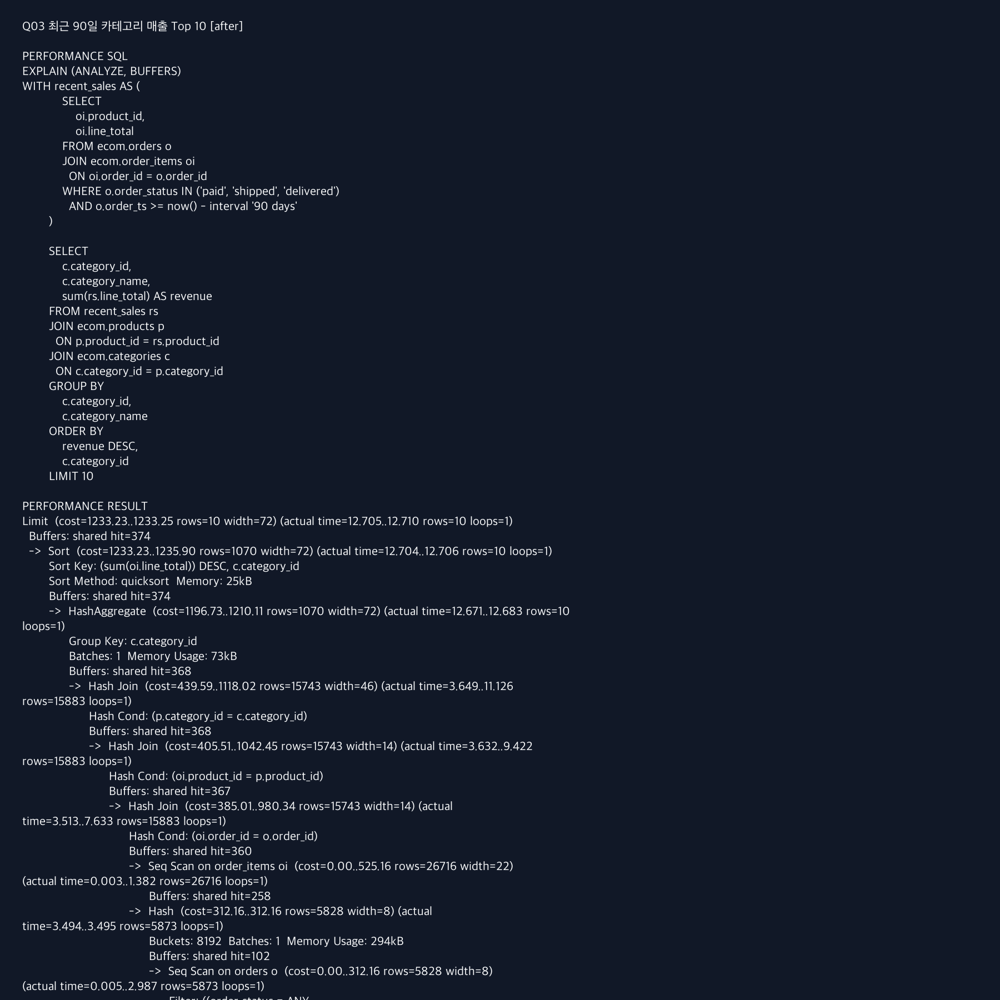 Q03 최근 90일 카테고리 매출 Top 10 [after]
PERFORMANCE SQL
EXPLAIN (ANALYZE, BUFFERS)
WITH recent_sales AS (
SELECT
oi.product_id,
oi.line_total
FROM ecom.orders o
JOIN ecom.order_items oi
ON oi.order_id = o.order_id
WHERE o.order_status IN ('paid', 'shipped', 'delivered')
AND o.order_ts >= now() - interval '90 days'
)
SELECT
c.category_id,
c.category_name,
sum(rs.line_total) AS revenue
FROM recent_sales rs
JOIN ecom.products p
ON p.product_id = rs.product_id
JOIN ecom.categories c
ON c.category_id = p.category_id
GROUP BY
c.category_id,
c.category_name
ORDER BY
revenue DESC,
c.category_id
LIMIT 10
PERFORMANCE RESULT
Limit  (cost=1233.23..1233.25 rows=10 width=72) (actual time=12.705..12.710 rows=10 loops=1)
Buffers: shared hit=374
->  Sort  (cost=1233.23..1235.90 rows=1070 width=72) (actual time=12.704..12.706 rows=10 loops=1)
Sort Key: (sum(oi.line_total)) DESC, c.category_id
Sort Method: quicksort  Memory: 25kB
Buffers: shared hit=374
->  HashAggregate  (cost=1196.73..1210.11 rows=1070 width=72) (actual time=12.671..12.683 rows=10
loops=1)
Group Key: c.category_id
Batches: 1  Memory Usage: 73kB
Buffers: shared hit=368
->  Hash Join  (cost=439.59..1118.02 rows=15743 width=46) (actual time=3.649..11.126
rows=15883 loops=1)
Hash Cond: (p.category_id = c.category_id)
Buffers: shared hit=368
->  Hash Join  (cost=405.51..1042.45 rows=15743 width=14) (actual time=3.632..9.422
rows=15883 loops=1)
Hash Cond: (oi.product_id = p.product_id)
Buffers: shared hit=367
->  Hash Join  (cost=385.01..980.34 rows=15743 width=14) (actual
time=3.513..7.633 rows=15883 loops=1)
Hash Cond: (oi.order_id = o.order_id)
Buffers: shared hit=360
->  Seq Scan on order_items oi  (cost=0.00..525.16 rows=26716 width=22)
(actual time=0.003..1.382 rows=26716 loops=1)
Buffers: shared hit=258
->  Hash  (cost=312.16..312.16 rows=5828 width=8) (actual
time=3.494..3.495 rows=5873 loops=1)
Buckets: 8192  Batches: 1  Memory Usage: 294kB
Buffers: shared hit=102
->  Seq Scan on orders o  (cost=0.00..312.16 rows=5828 width=8)
(actual time=0.005..2.987 rows=5873 loops=1)
Filter: ((order_status = ANY